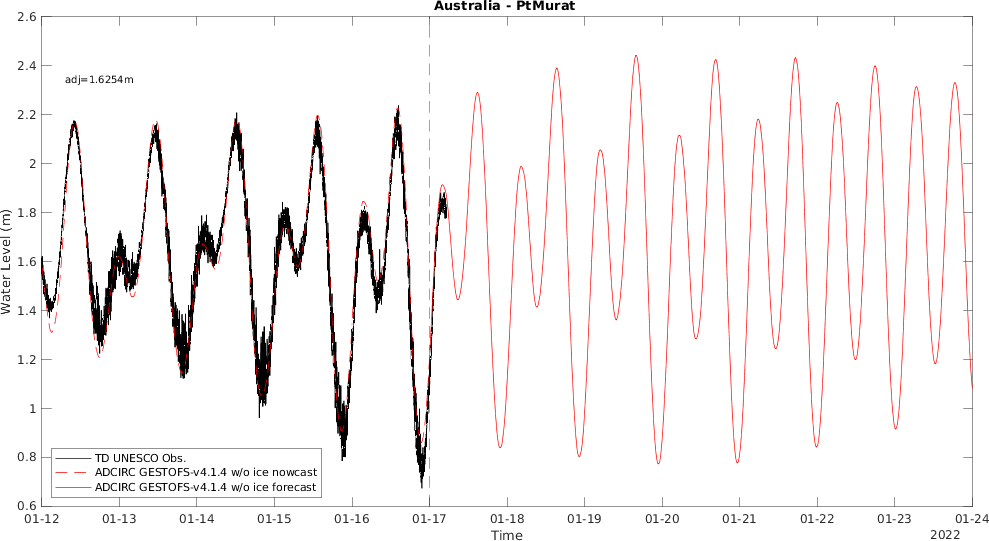 Australia - PtMurat
2.6
2.4
2.2
2
1.8
1.6
1.4
1.2
1
0.8
0.6
Water Level (m)
adj=1.6254m
TD UNESCO Obs.
ADCIRC GESTOFS-v4.1.4 w/o ice nowcast
ADCIRC GESTOFS-v4.1.4 w/o ice forecast
01-12 01-13 01-14 01-15 01-16 01-17 01-18 01-19 01-20 01-21 01-22 01-23 01-24
Time
2022